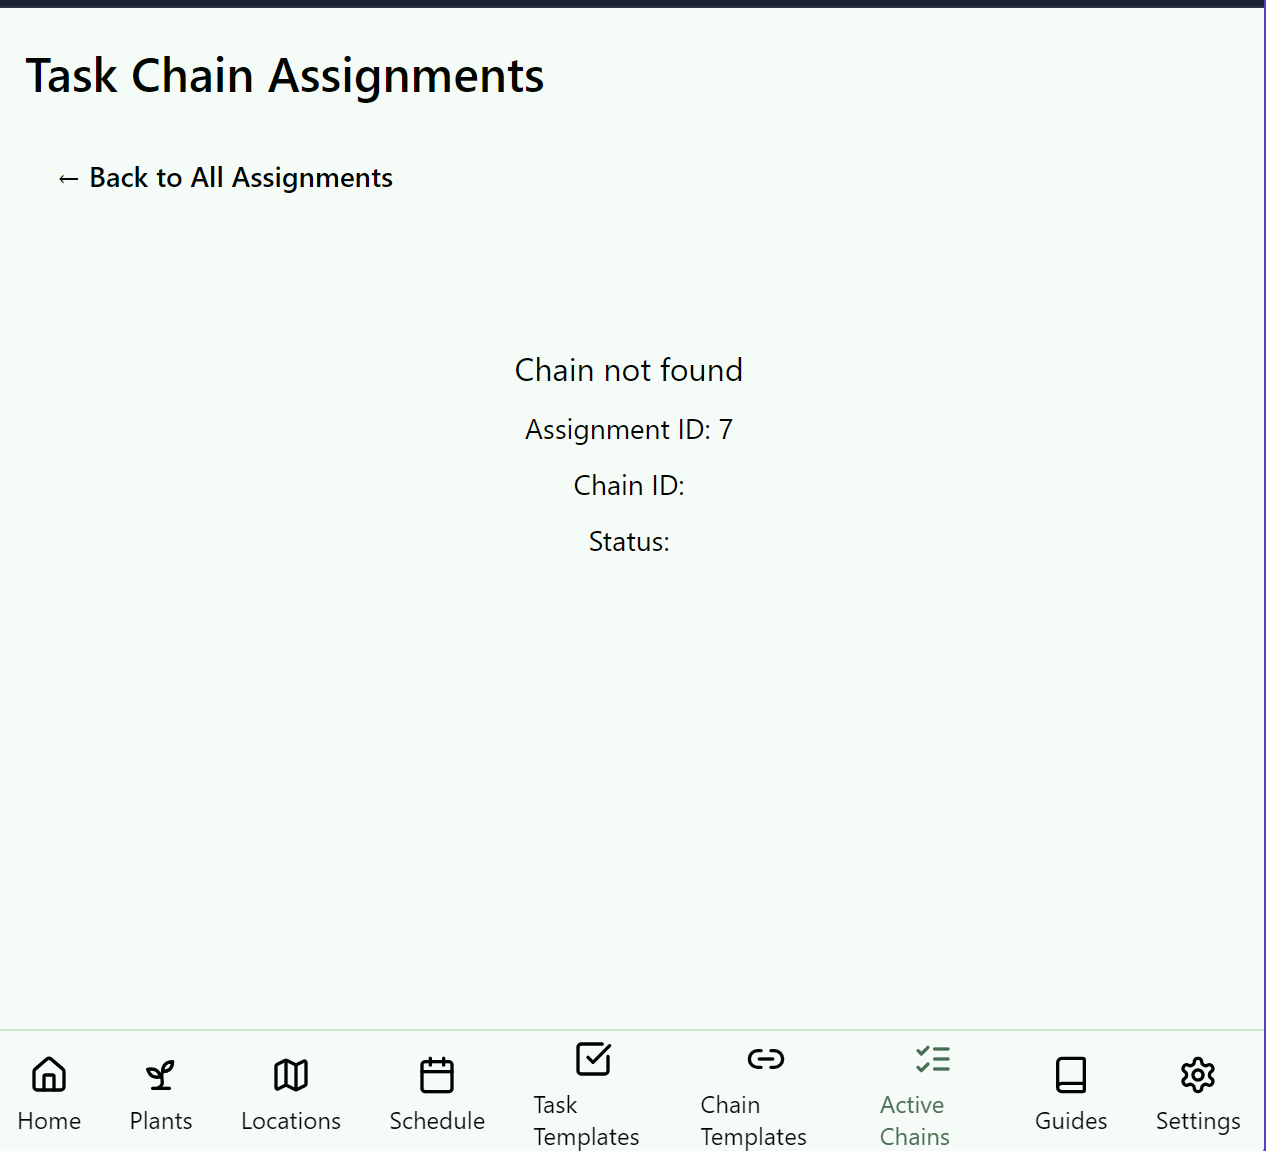 Task Chain Assignments
← Back to All Assignments
Chain not found
Assignment ID: 7
Chain ID:
Status:
Home
Plants
Locations
Schedule
Task
Templates
Chain
Templates
Active
Chains
Guides
Settings